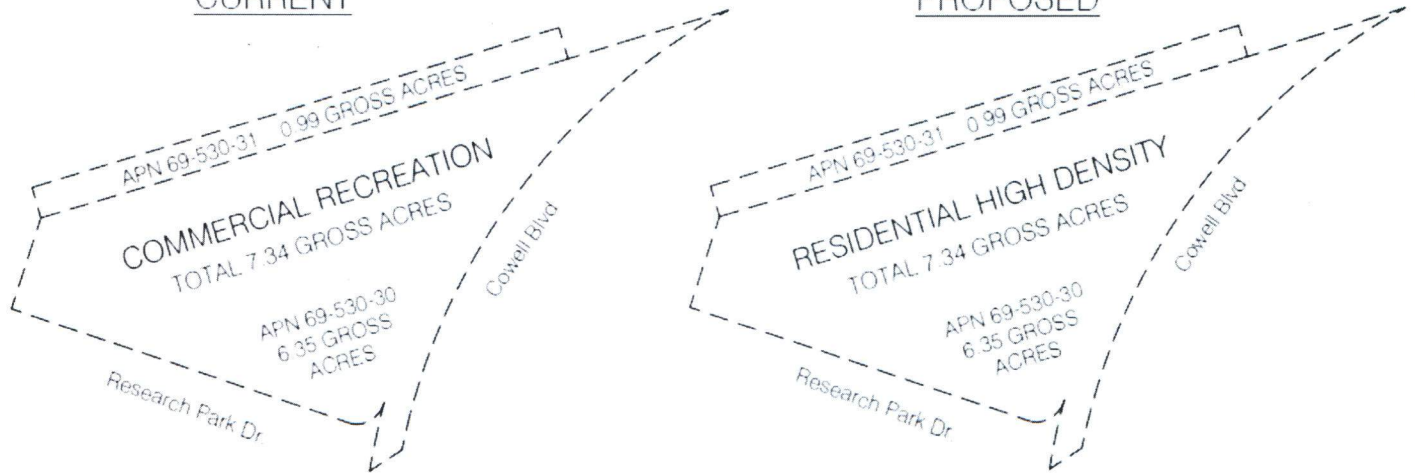 CURRENT
APN 69-530-31 0.99 GROSS ACRES
COMMERCIAL RECREATION
TOTAL 7.34 GROSS ACRES
APN 69-530-30
6.35 GROSS
ACRES
Cowell Blvd
Research Park Dr.
PROPOSED
APN 69-530-31 0.99 GROSS ACRES
RESIDENTIAL HIGH DENSITY
TOTAL 7.34 GROSS ACRES
APN 69-530-30
6.35 GROSS
ACRES
Cowell Blvd
Research Park Dr.